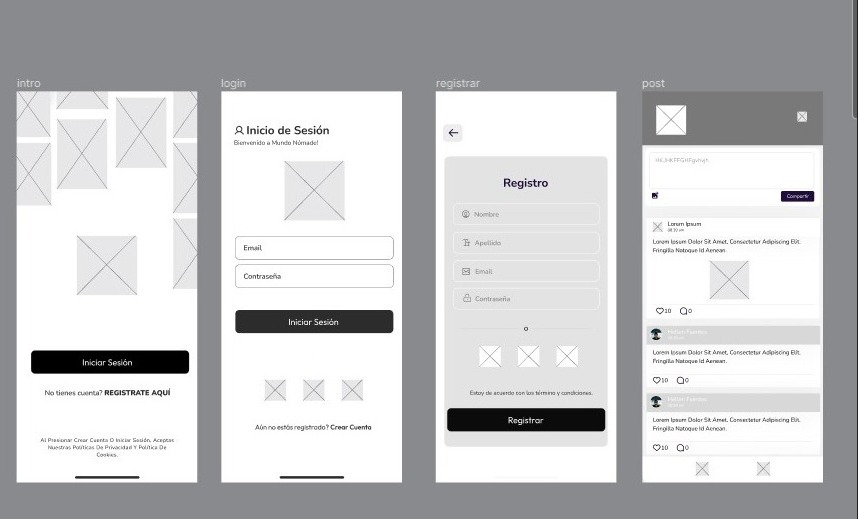 intro
Iniciar Sesión
No tienes cuenta? REGISTRATE AQUÍ
Al Presionar Crear Cuenta O Iniciar Sesión, Aceptas
Nuestras Políticas De Privacidad Y Política De
Cookies.
login
Inicio de Sesión
Bienvenido a Mundo Nómade!
Email
Contraseña
Iniciar Sesión
Aún no estás registrado? Crear Cuenta
registrar
Registro
Nombre
Apellido
Email
Contraseña
o
Estoy de acuerdo con los término y condiciones.
Registrar
post
Compartir
Lorem Ipsum
Lorem Ipsum Dolor Sit Amet, Consectetur Adipiscing Elit.
Fringilla Natoque Id Aenean.
10 0
Lorem Ipsum Dolor Sit Amet, Consectetur Adipiscing Elit.
Fringilla Natoque Id Aenean.
10 0
Lorem Ipsum Dolor Sit Amet, Consectetur Adipiscing Elit.
Fringilla Natoque Id Aenean.
10 0